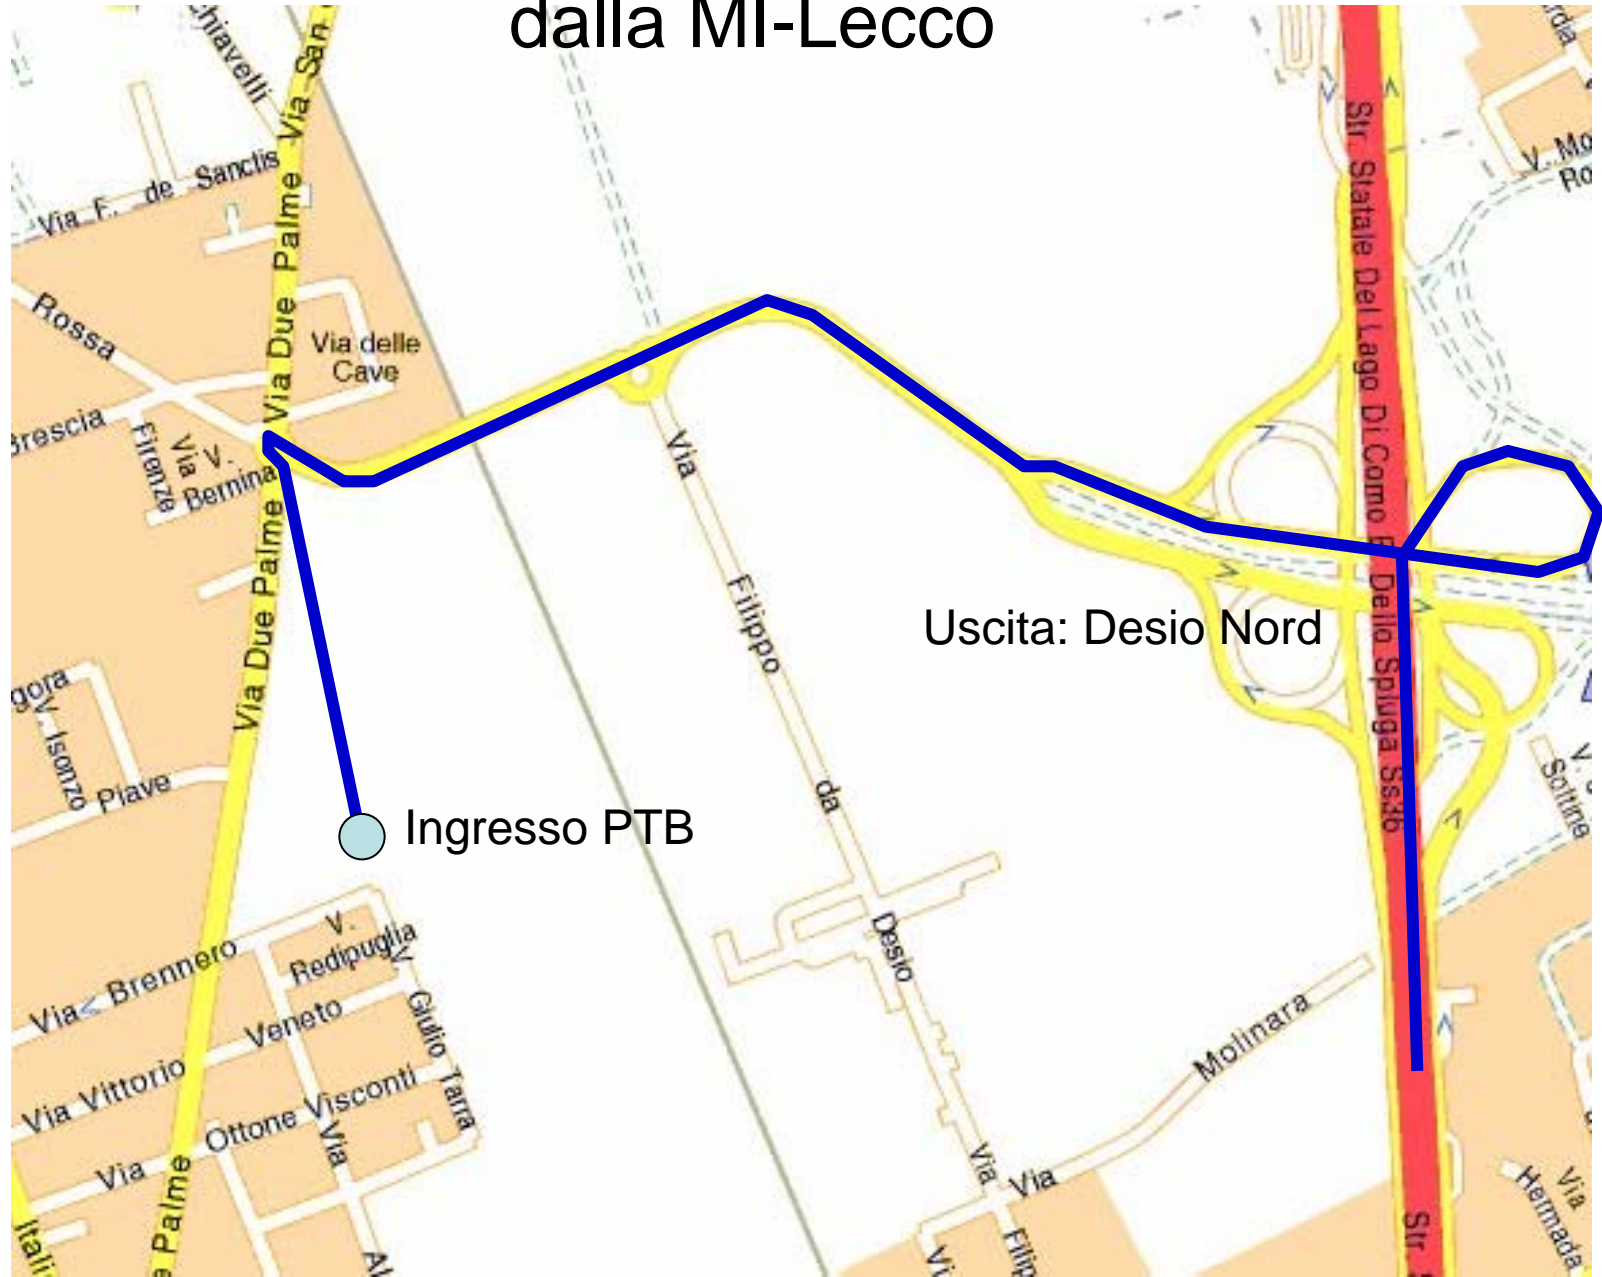 dalla MI-Lecco
Via San
Via F. de Sanctis
Via Due Palme
Str. Statale Del Lago Di Como E Dello Spluga Ss36
Rossa
Via delle
Cave
Brescia
Firenze
Via
V.
Bernina
Via Due Palme
Via Filippo da Desio
Uscita: Desio Nord
V. Isonzo
Piave
Ingresso PTB
V.
Redipuglia
Via Brennero
V. Giulio Tarra
Via Vittorio Veneto
Via Ottone Visconti
Via
Via Molinara
Via
Via
Hermada
Palme
Str